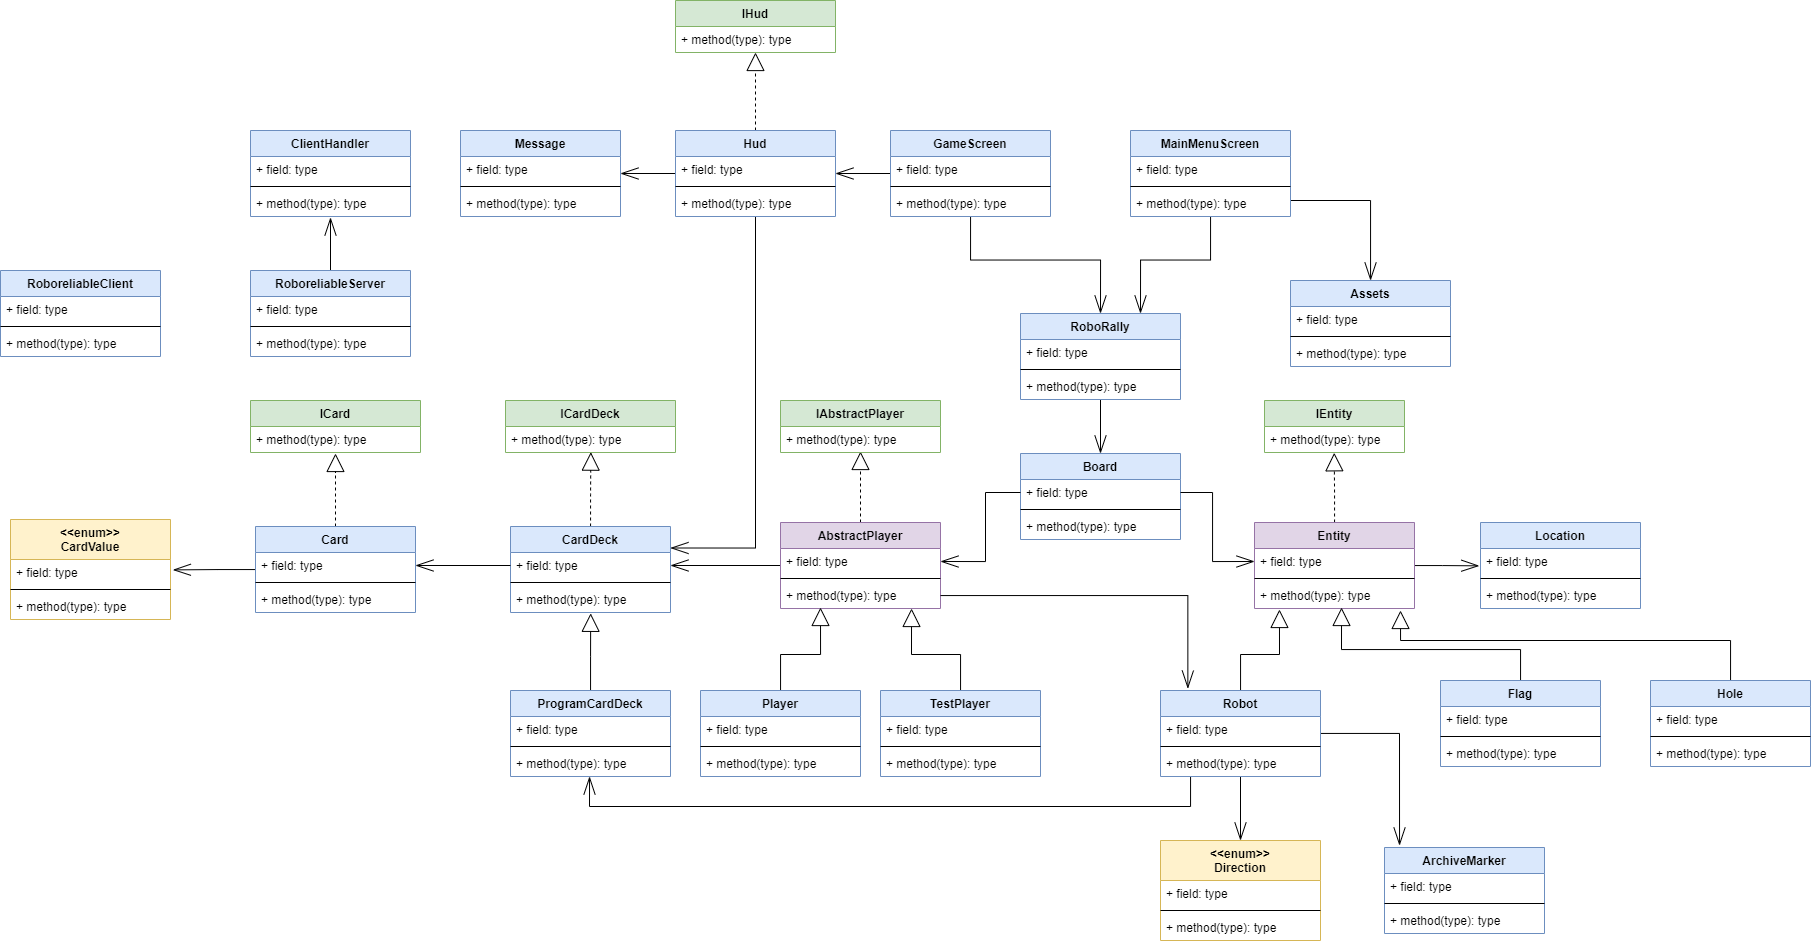 IHud
+ method(type): type
ClientHandler
+ field: type
+ method(type): type
Message
+ field: type
+ method(type): type
Hud
+ field: type
+ method(type): type
GameScreen
+ field: type
+ method(type): type
MainMenuScreen
+ field: type
+ method(type): type
RoboreliableClient
+ field: type
+ method(type): type
RoboreliableServer
+ field: type
+ method(type): type
Assets
+ field: type
+ method(type): type
RoboRally
+ field: type
+ method(type): type
ICard
+ method(type): type
ICardDeck
+ method(type): type
IAbstractPlayer
+ method(type): type
IEntity
+ method(type): type
Board
+ field: type
+ method(type): type
<<enum>>
CardValue
+ field: type
+ method(type): type
Card
+ field: type
+ method(type): type
CardDeck
+ field: type
+ method(type): type
AbstractPlayer
+ field: type
+ method(type): type
Entity
+ field: type
+ method(type): type
Location
+ field: type
+ method(type): type
ProgramCardDeck
+ field: type
+ method(type): type
Player
+ field: type
+ method(type): type
TestPlayer
+ field: type
+ method(type): type
Robot
+ field: type
+ method(type): type
Flag
+ field: type
+ method(type): type
Hole
+ field: type
+ method(type): type
<<enum>>
Direction
+ field: type
+ method(type): type
ArchiveMarker
+ field: type
+ method(type): type